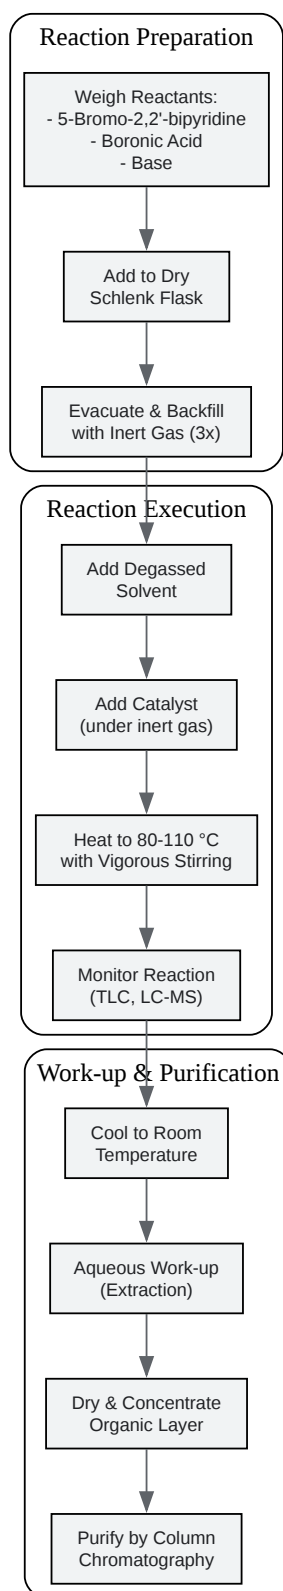 Reaction Preparation
Weigh Reactants:
- 5-Bromo-2,2'-bipyridine
- Boronic Acid
- Base
Add to Dry
Schlenk Flask
Evacuate & Backfill
with Inert Gas (3x)
Reaction Execution
Add Degassed
Solvent
Add Catalyst
(under inert gas)
Heat to 80-110 °C
with Vigorous Stirring
Monitor Reaction
(TLC, LC-MS)
Work-up & Purification
Cool to Room
Temperature
Aqueous Work-up
(Extraction)
Dry & Concentrate
Organic Layer
Purify by Column
Chromatography